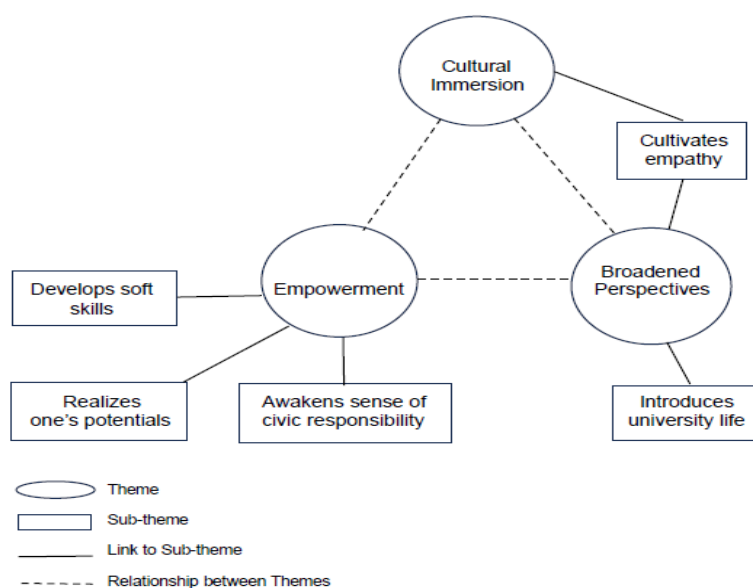 Cultural
Immersion
Cultivates
empathy
Empowerment
Broadened
Perspectives
Develops soft
skills
Realizes
one's potentials
Awakens sense of
civic responsibility
Introduces
university life
Theme
Sub-theme
Link to Sub-theme
Relationship between Themes